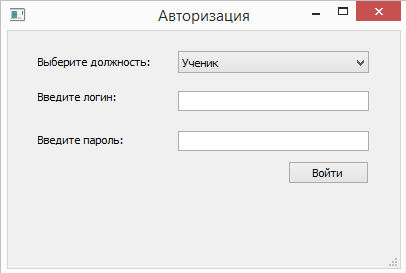 Авторизация
Выберите должность: Ученик
Введите логин:
Введите пароль:
Войти